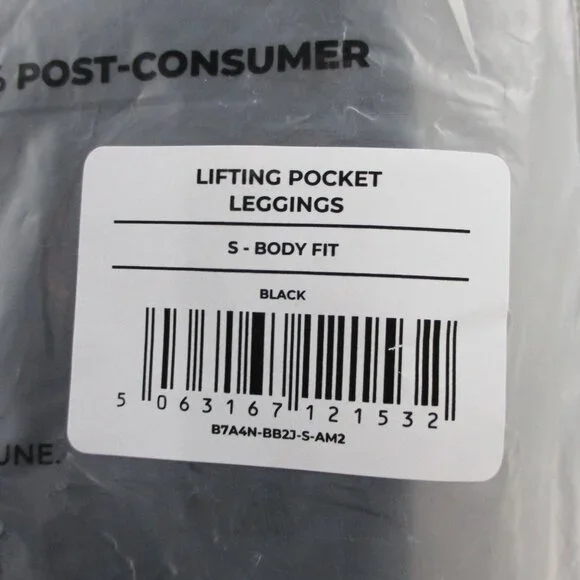 % POST-CONSUMER
LIFTING POCKET
LEGGINGS
S - BODY FIT
BLACK
5 063167 121532
B7A4N-BB2J-S-AM2
UNE.